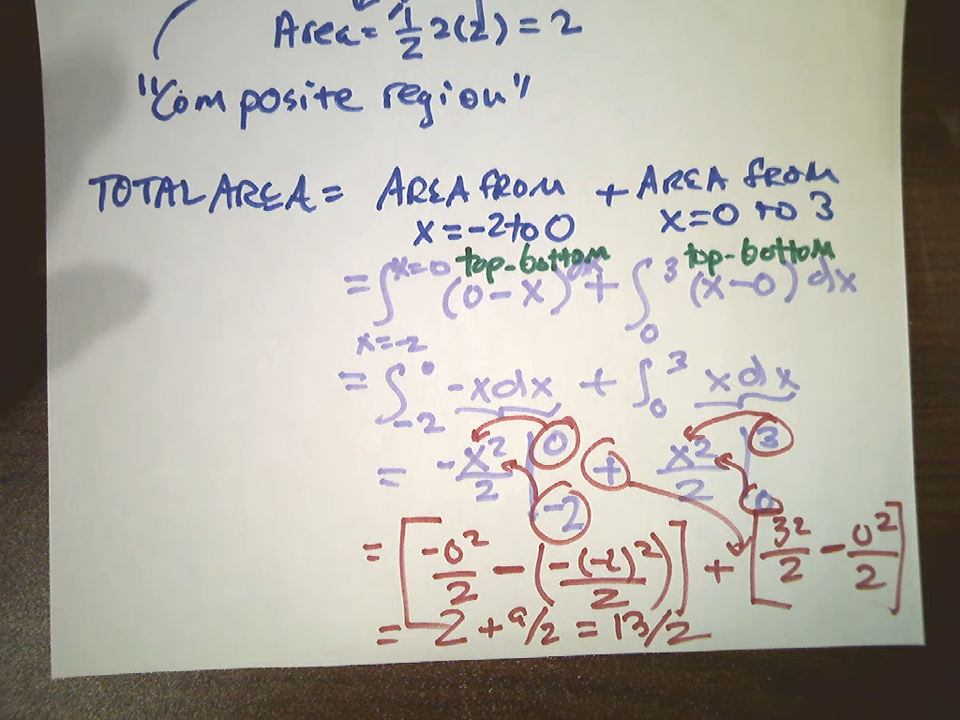 Area = 1/2 2(2) = 2
"Composite region"
TOTAL AREA = AREA FROM x=-2 to 0 + AREA FROM x=0 to 3
top-bottom top-bottom
= ∫_{x=-2}^{x=0} (0-x) dx + ∫_0^3 (x-0) dx
= ∫_{-2}^0 -x dx + ∫_0^3 x dx
= -x²/2 |_{-2}^0 + x²/2 |_0^3
= [-0²/2 - (-(-2)²/2)] + [3²/2 - 0²/2]
= 2 + 9/2 = 13/2